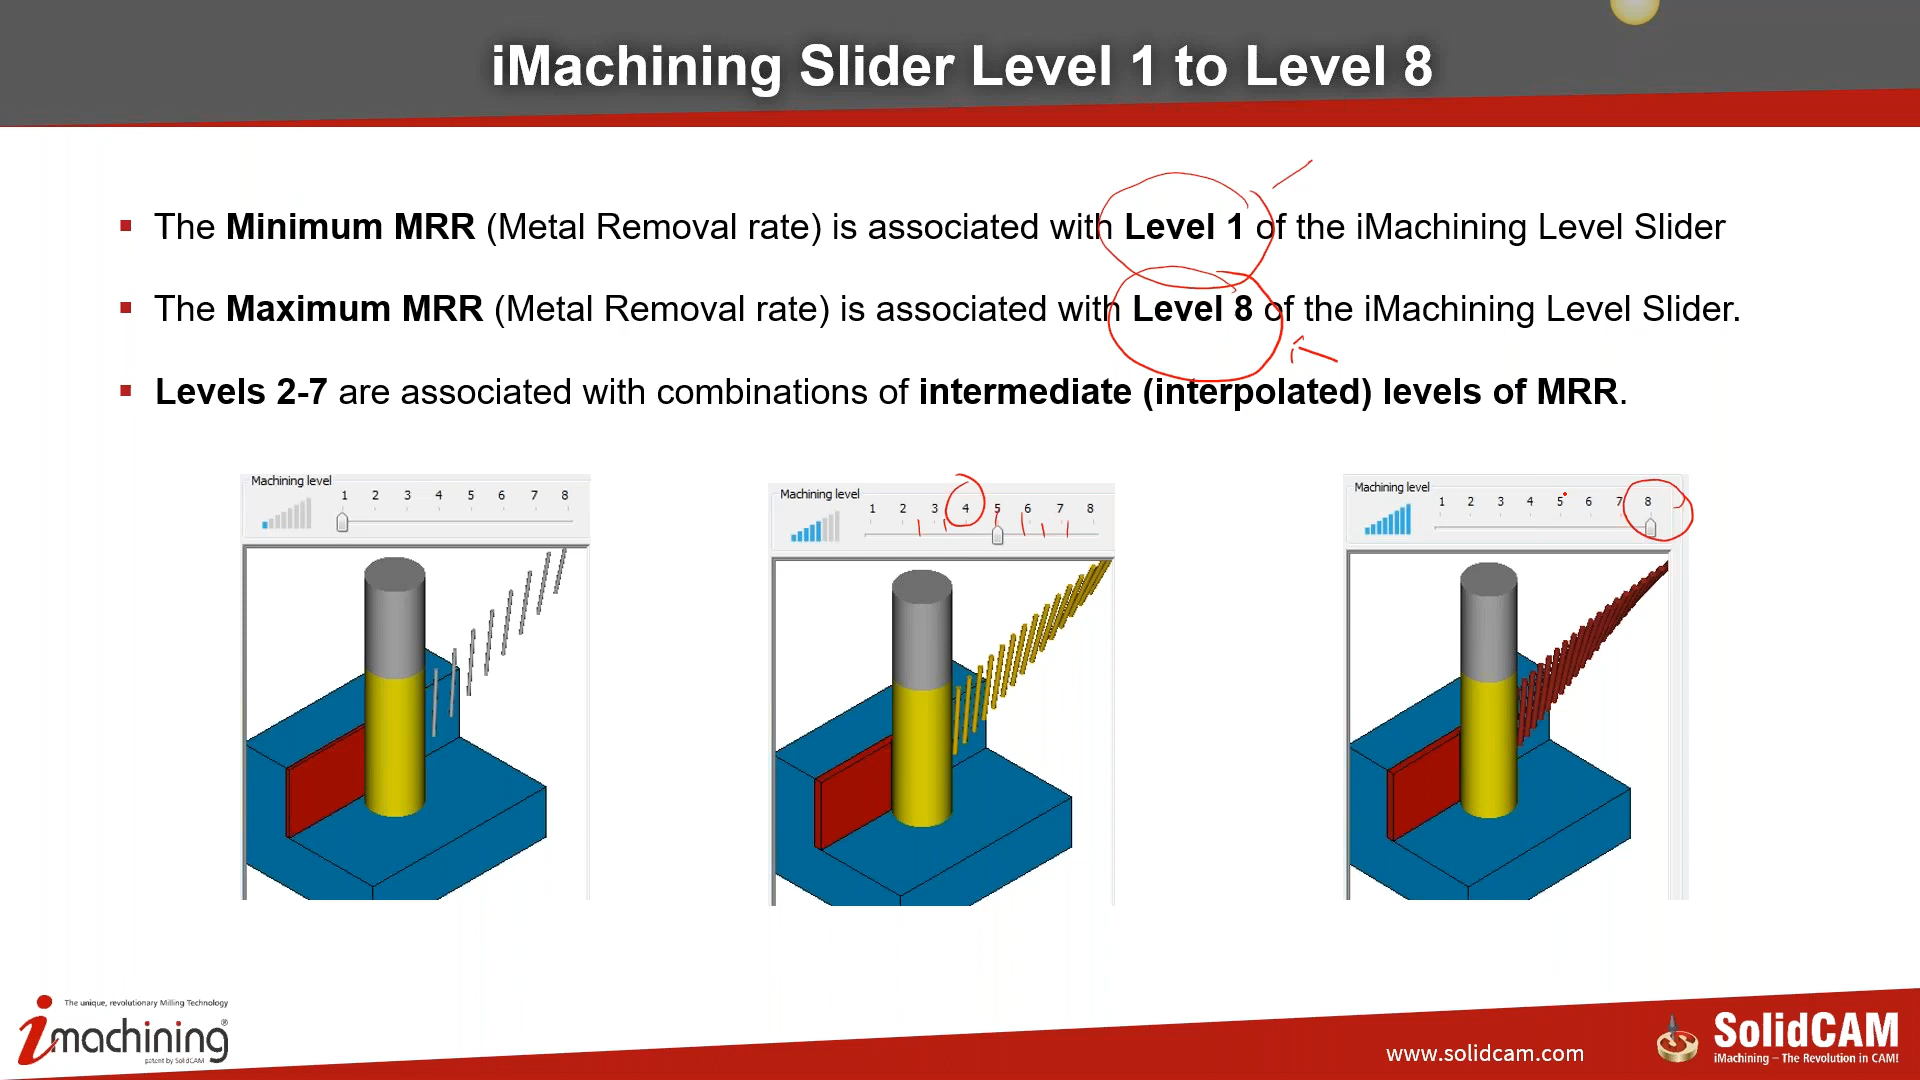 iMachining Slider Level 1 to Level 8
The Minimum MRR (Metal Removal rate) is associated with Level 1 of the iMachining Level Slider
The Maximum MRR (Metal Removal rate) is associated with Level 8 of the iMachining Level Slider.
Levels 2-7 are associated with combinations of intermediate (interpolated) levels of MRR.
Machining level
1 2 3 4 5 6 7 8
Machining level
1 2 3 4 5 6 7 8
Machining level
1 2 3 4 5 6 7 8
The unique, revolutionary Milling Technology
imachining®
patent by SolidCAM
www.solidcam.com
SolidCAM
iMachining – The Revolution in CAM!